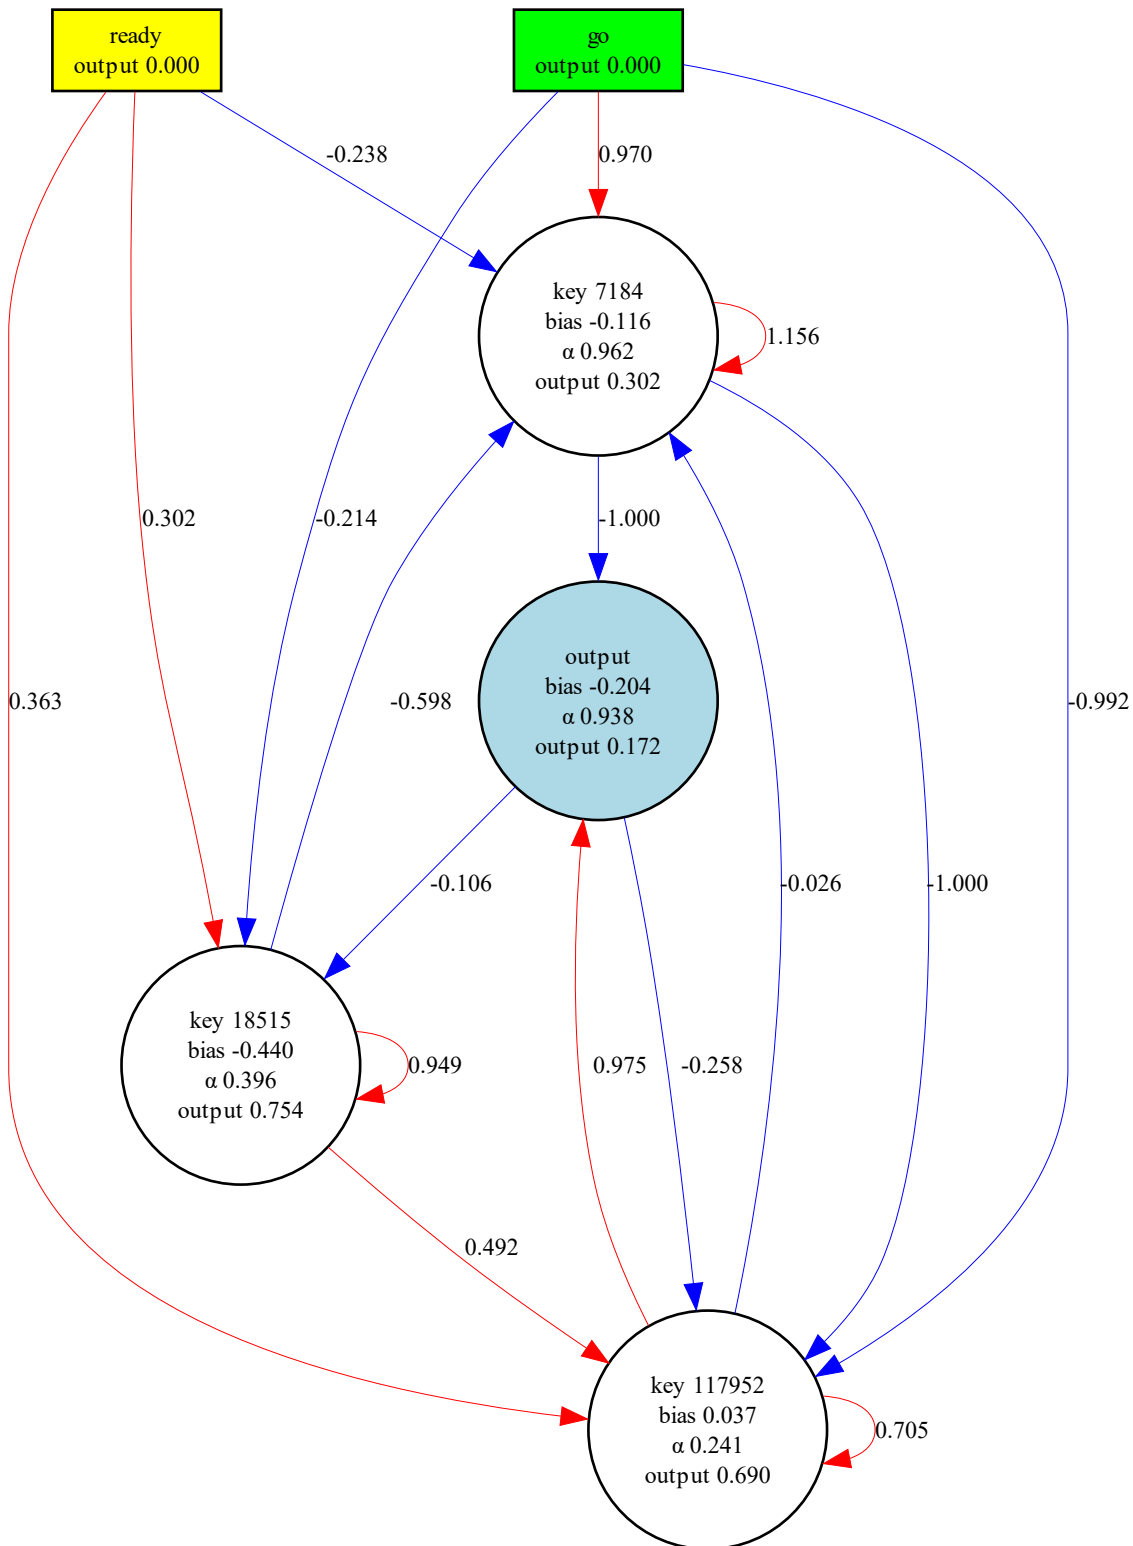 ready
output 0.000
go
output 0.000
-0.238
0.970
key 7184
bias -0.116
α 0.962
output 0.302
1.156
0.302
-0.214
-1.000
output
bias -0.204
α 0.938
output 0.172
0.363
-0.598
-0.992
-0.106
-0.026
-1.000
key 18515
bias -0.440
α 0.396
output 0.754
0.949
0.975
-0.258
0.492
key 117952
bias 0.037
α 0.241
output 0.690
0.705